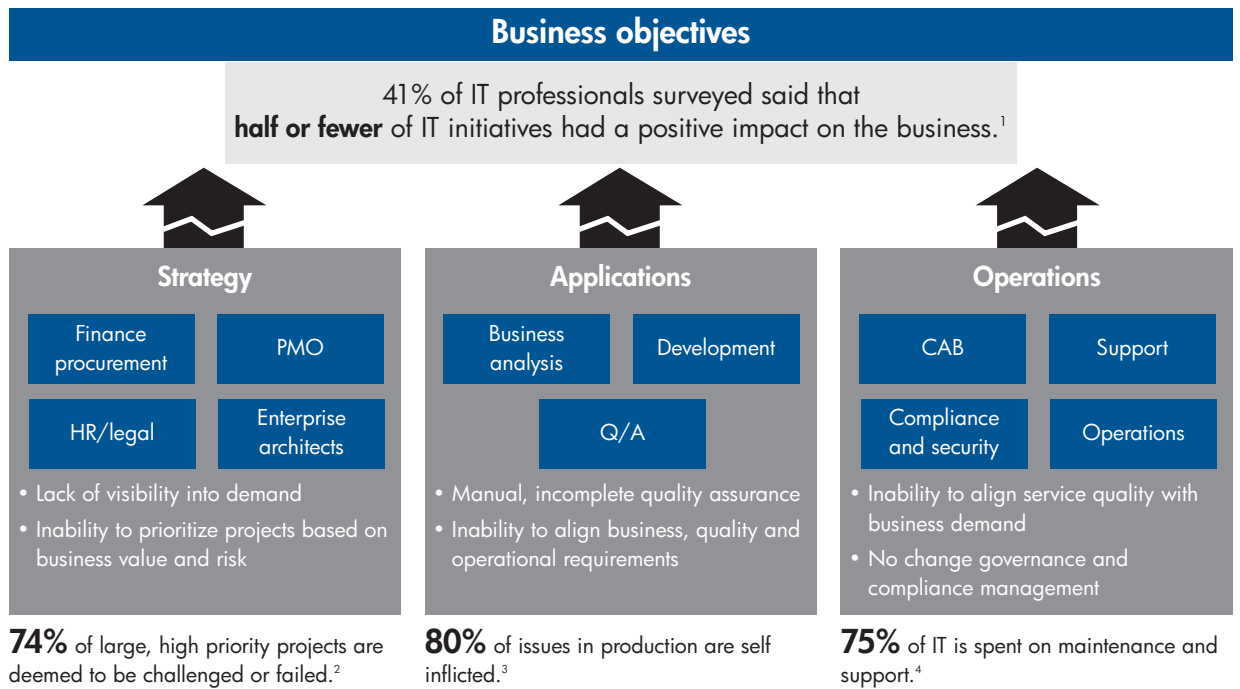 Business objectives
41% of IT professionals surveyed said that
half or fewer of IT initiatives had a positive impact on the business.1
Strategy
Finance
procurement
PMO
HR/legal
Enterprise
architects
• Lack of visibility into demand
• Inability to prioritize projects based on
business value and risk
74% of large, high priority projects are
deemed to be challenged or failed.2
Applications
Business
analysis
Development
Q/A
• Manual, incomplete quality assurance
• Inability to align business, quality and
operational requirements
80% of issues in production are self
inflicted.3
Operations
CAB
Support
Compliance
and security
Operations
• Inability to align service quality with
business demand
• No change governance and
compliance management
75% of IT is spent on maintenance and
support.4